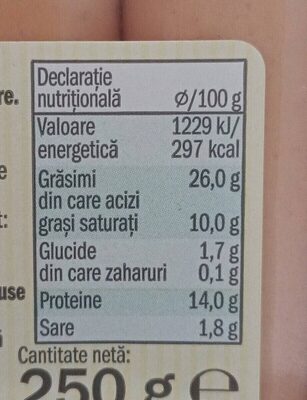 Declarație
nutrițională ø/100 g
Valoare 1229 kJ/
energetică 297 kcal
Grăsimi 26,0 g
din care acizi
grași saturați 10,0 g
Glucide 1,7 g
din care zaharuri 0,1 g
Proteine 14,0 g
Sare 1,8 g
Cantitate netă:
250 g e
re.
e
t:
use